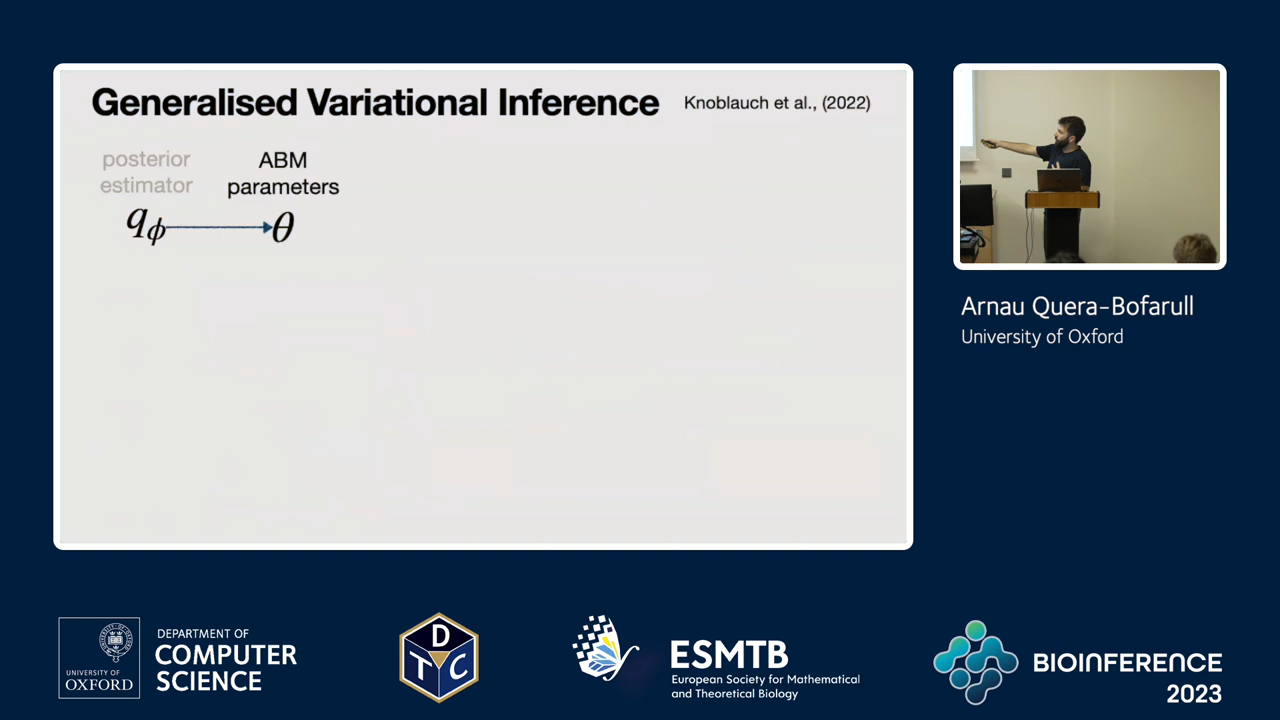 Generalised Variational Inference
Knoblauch et al., (2022)
posterior
estimator
ABM
parameters
qϕ
θ
Arnau Quera-Bofarull
University of Oxford
UNIVERSITY OF
OXFORD
DEPARTMENT OF
COMPUTER
SCIENCE
D
T C
ESMTB
European Society for Mathematical
and Theoretical Biology
BIOINFERENCE
2023